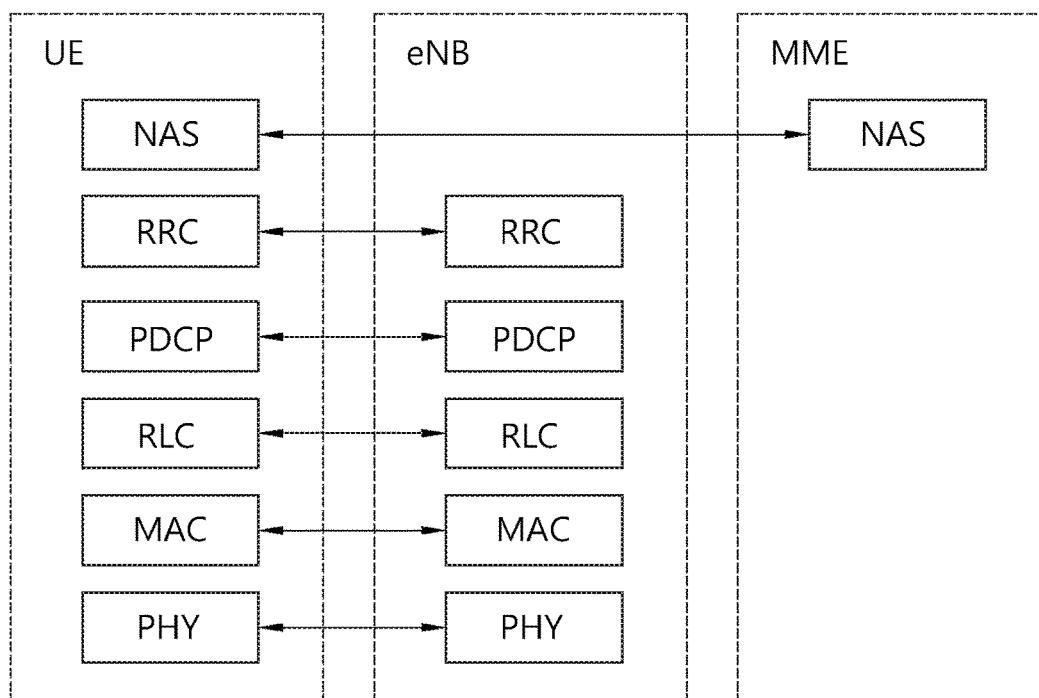 UE eNB MME
NAS NAS
RRC RRC
PDCP PDCP
RLC RLC
MAC MAC
PHY PHY